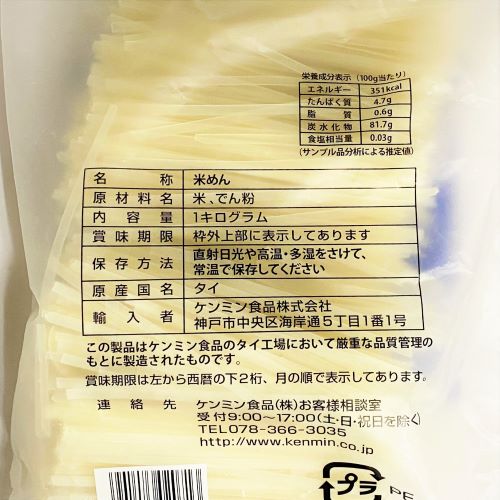 栄養成分表示 (100g当たり)
エネルギー 351kcal
たんぱく質 4.7g
脂質 0.6g
炭水化物 81.7g
食塩相当量 0.03g
(サンプル品分析による推定値)
名称 米めん
原材料名 米、でん粉
内容量 1キログラム
賞味期限 枠外上部に表示してあります
保存方法 直射日光や高温・多湿をさけて、
常温で保存してください
原産国名 タイ
輸入者 ケンミン食品株式会社
神戸市中央区海岸通5丁目1番1号
この製品はケンミン食品のタイ工場において厳重な品質管理の
もとに製造されたものです。
賞味期限は左から西暦の下2桁、月の順で表示してあります。
連絡先 ケンミン食品(株)お客様相談室
受付9:00~17:00(土・日・祝日を除く)
TEL078-366-3035
http://www.kenmin.co.jp
プラ
PE